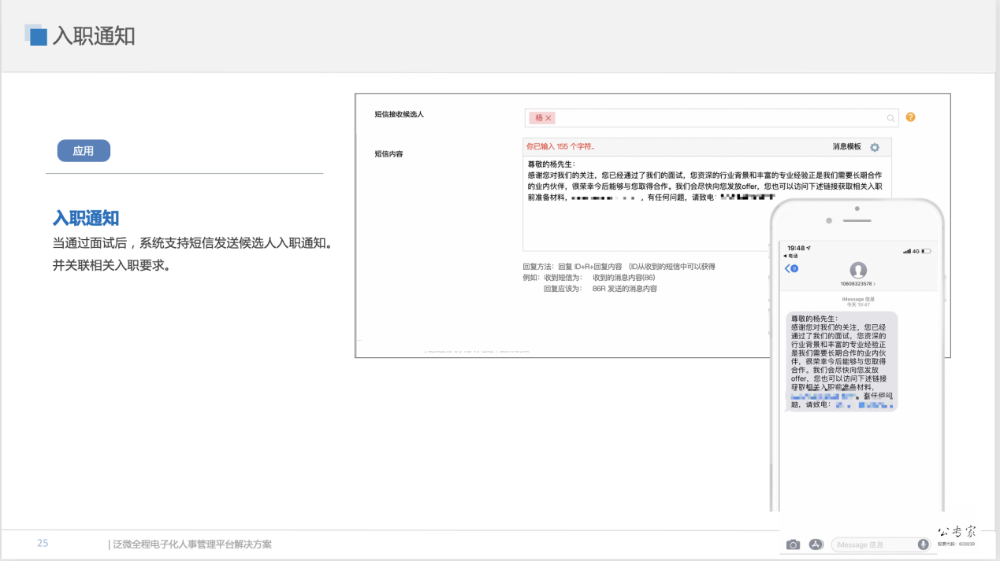 入职通知
应用
入职通知
当通过面试后，系统支持短信发送候选人入职通知。
并关联相关入职要求。
短信接收候选人
杨 ×
?
短信内容
你已输入 155 个字符..
消息模板
尊敬的杨先生：
感谢您对我们的关注，您已经通过了我们的面试，您资深的行业背景和丰富的专业经验正是我们需要长期合作
的业内伙伴，很荣幸今后能够与您取得合作。我们会尽快向您发放offer，您也可以访问下述链接获取相关入职
前准备材料，
，有任何问题，请致电：
回复方法：回复 ID+R+回复内容 （ID从收到的短信中可以获得
例如：收到短信为： 收到的消息内容(86)
回复应该为： 86R 发送的消息内容
19:48
4G
电话
10608323578 ›
iMessage 信息
今天 19:47
尊敬的杨先生：
感谢您对我们的关注，您已经
通过了我们的面试，您资深的
行业背景和丰富的专业经验正
是我们需要长期合作的业内伙
伴，很荣幸今后能够与您取得
合作。我们会尽快向您发放
offer，您也可以访问下述链接
获取相关入职前准备材料，
，有任何问
题，请致电：
iMessage 信息
25
| 泛微全程电子化人事管理平台解决方案
股票代码：603039